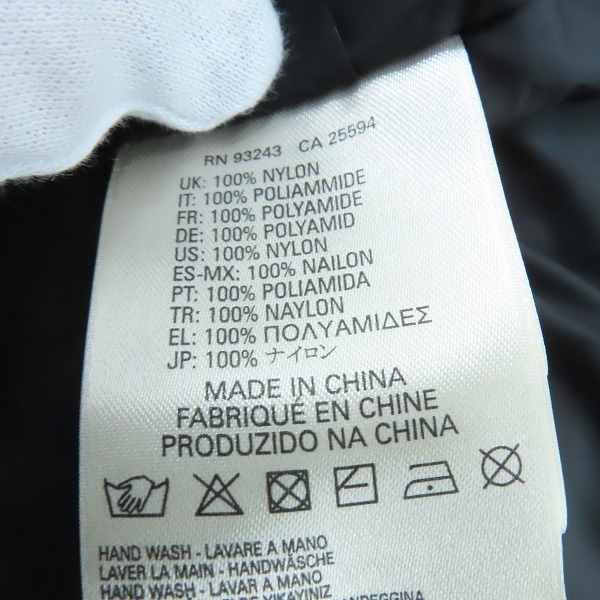 RN 93243 CA 25594
UK: 100% NYLON
IT: 100% POLIAMMIDE
FR: 100% POLYAMIDE
DE: 100% POLYAMID
US: 100% NYLON
ES-MX: 100% NAILON
PT: 100% POLIAMIDA
TR: 100% NAYLON
EL: 100% ΠΟΛΥΑΜΙΔΕΣ
JP: 100% ナイロン
MADE IN CHINA
FABRIQUÉ EN CHINE
PRODUZIDO NA CHINA
HAND WASH - LAVARE A MANO
LAVER LA MAIN - HANDWÄSCHE
HAND WASH - LAVAR A MANO
YIKAYINIZ